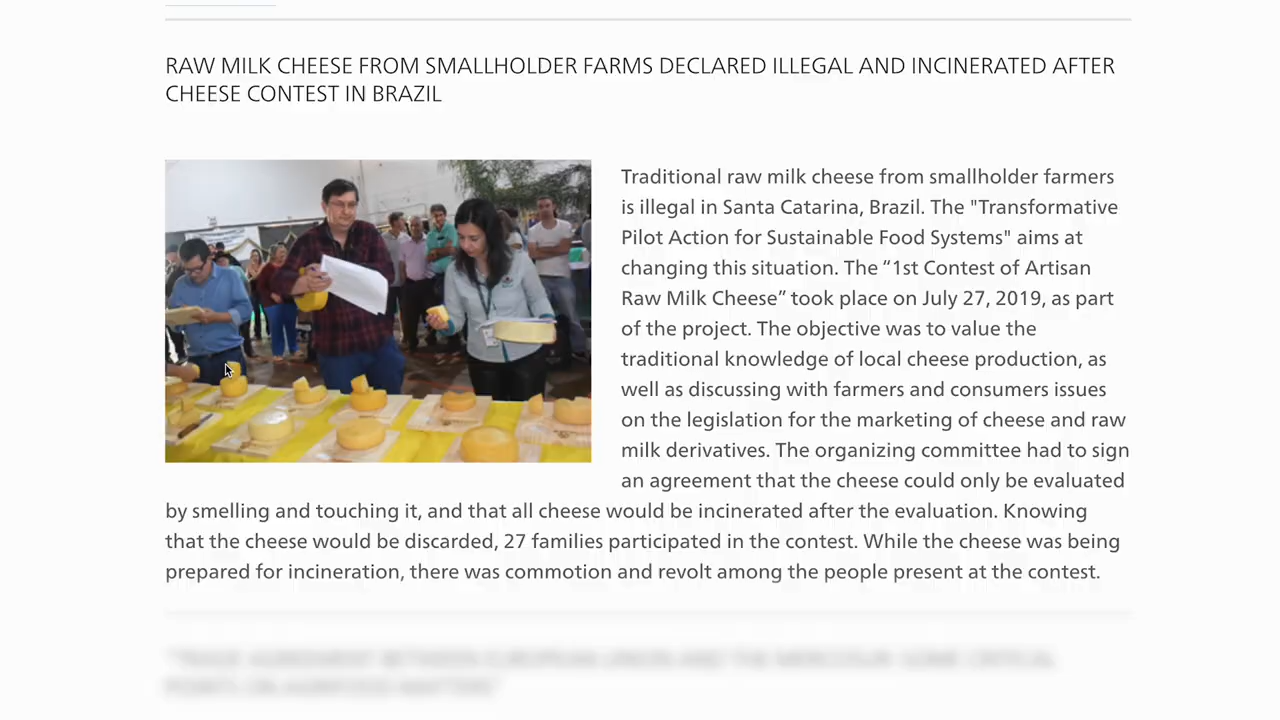 RAW MILK CHEESE FROM SMALLHOLDER FARMS DECLARED ILLEGAL AND INCINERATED AFTER
CHEESE CONTEST IN BRAZIL
Traditional raw milk cheese from smallholder farmers
is illegal in Santa Catarina, Brazil. The "Transformative
Pilot Action for Sustainable Food Systems" aims at
changing this situation. The “1st Contest of Artisan
Raw Milk Cheese” took place on July 27, 2019, as part
of the project. The objective was to value the
traditional knowledge of local cheese production, as
well as discussing with farmers and consumers issues
on the legislation for the marketing of cheese and raw
milk derivatives. The organizing committee had to sign
an agreement that the cheese could only be evaluated
by smelling and touching it, and that all cheese would be incinerated after the evaluation. Knowing
that the cheese would be discarded, 27 families participated in the contest. While the cheese was being
prepared for incineration, there was commotion and revolt among the people present at the contest.